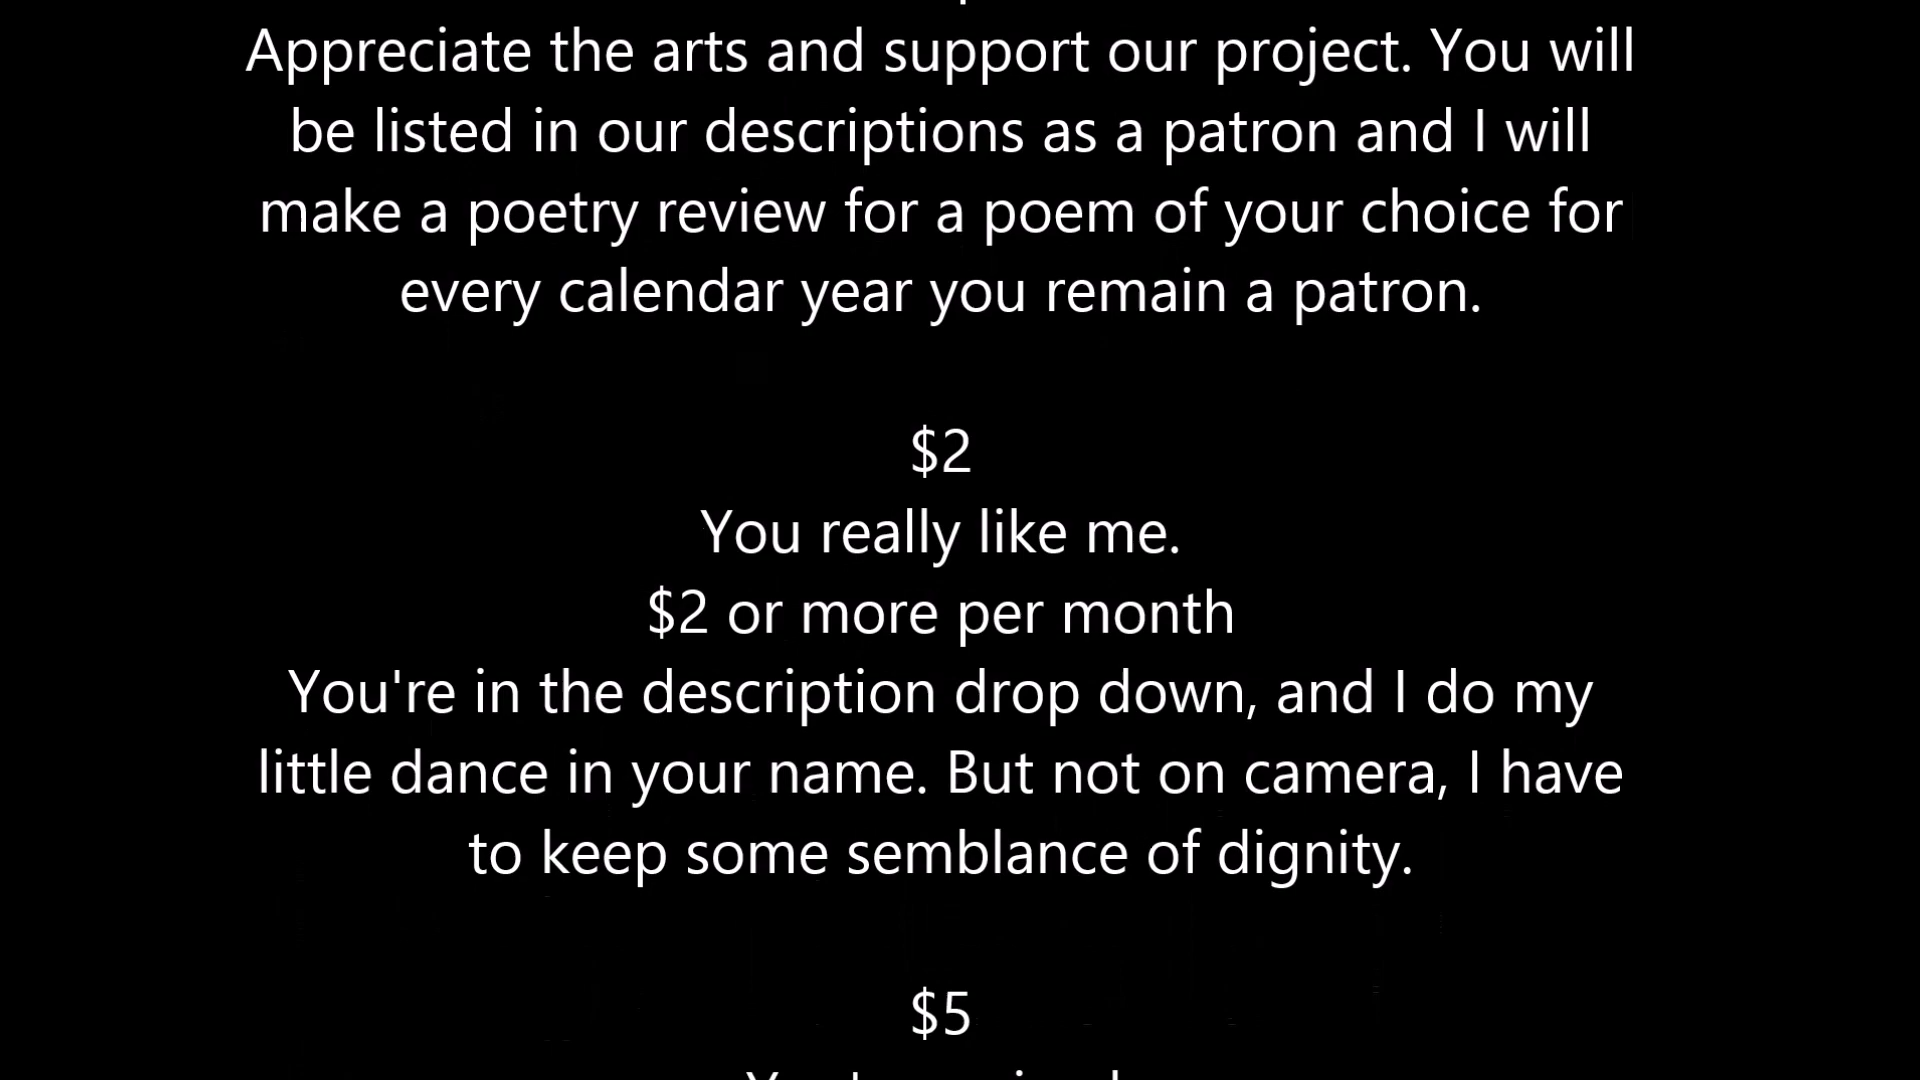 Appreciate the arts and support our project. You will
be listed in our descriptions as a patron and I will
make a poetry review for a poem of your choice for
every calendar year you remain a patron.
$2
You really like me.
$2 or more per month
You're in the description drop down, and I do my
little dance in your name. But not on camera, I have
to keep some semblance of dignity.
$5